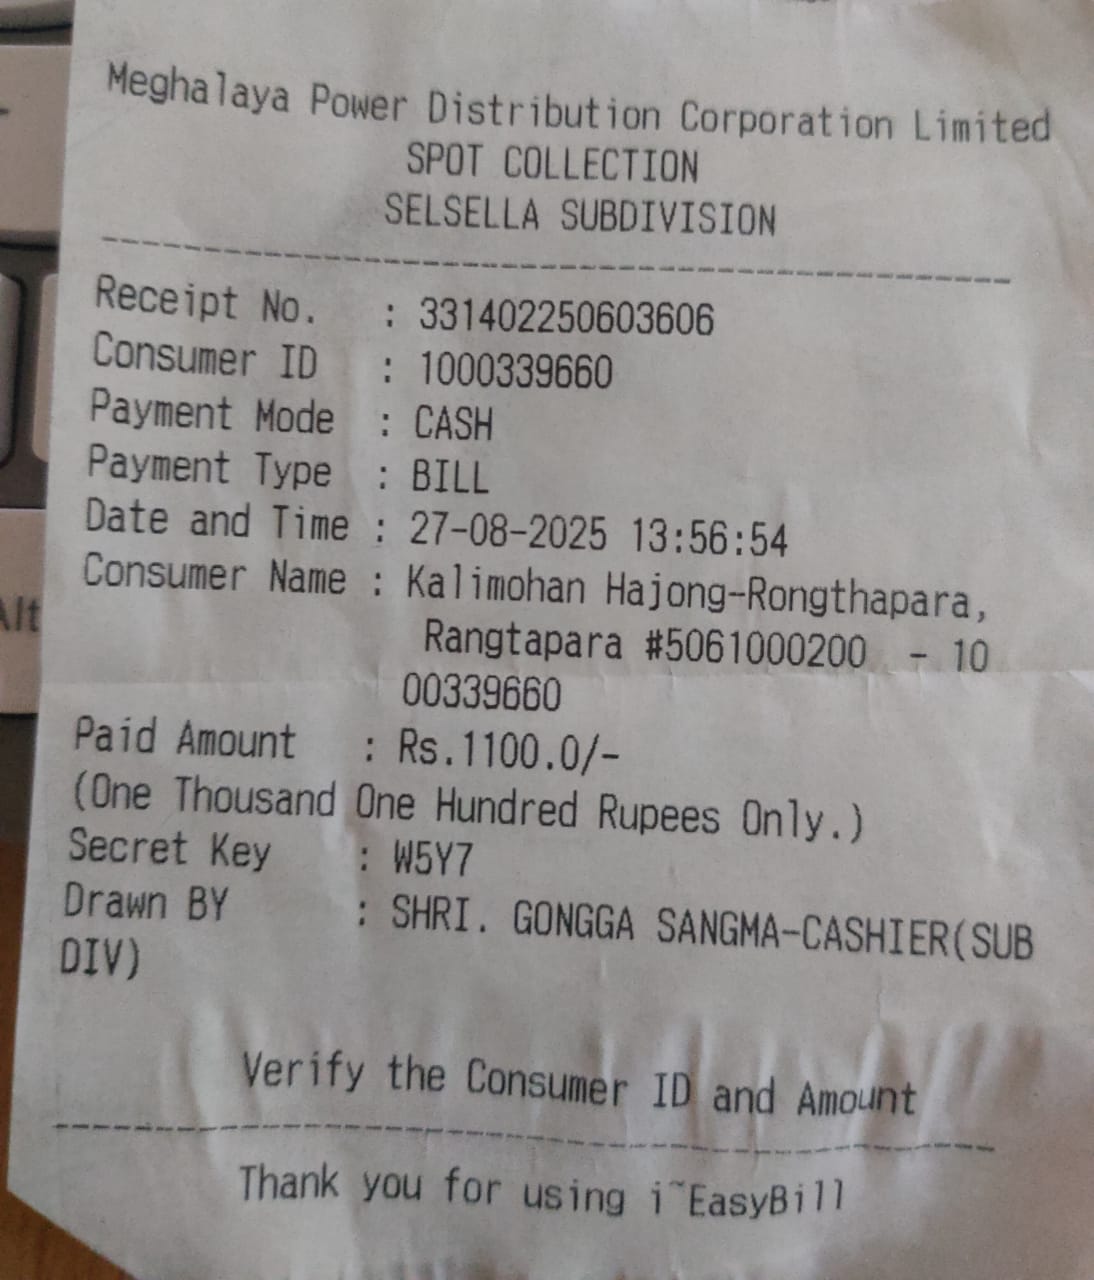 Meghalaya Power Distribution Corporation Limited
SPOT COLLECTION
SELSELLA SUBDIVISION
Receipt No. : 331402250603606
Consumer ID : 1000339660
Payment Mode : CASH
Payment Type : BILL
Date and Time : 27-08-2025 13:56:54
Consumer Name : Kalimohan Hajong-Rongthapara,
Rangtapara #5061000200 - 10
00339660
Paid Amount : Rs.1100.0/-
(One Thousand One Hundred Rupees Only.)
Secret Key : W5Y7
Drawn BY : SHRI. GONGGA SANGMA-CASHIER(SUB
DIV)
Verify the Consumer ID and Amount
Thank you for using i~EasyBill
Alt